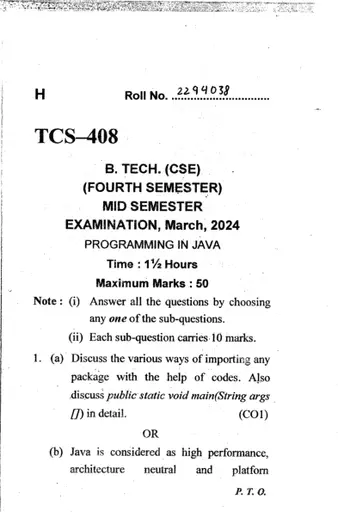 H Roll No. 2294038
TCS–408
B. TECH. (CSE)
(FOURTH SEMESTER)
MID SEMESTER
EXAMINATION, March, 2024
PROGRAMMING IN JAVA
Time : 1½ Hours
Maximum Marks : 50
Note : (i) Answer all the questions by choosing
any one of the sub-questions.
(ii) Each sub-question carries 10 marks.
1. (a) Discuss the various ways of importing any
package with the help of codes. Also
discuss public static void main(String args
[]) in detail. (CO1)
OR
(b) Java is considered as high performance,
architecture neutral and platfom
P. T. O.